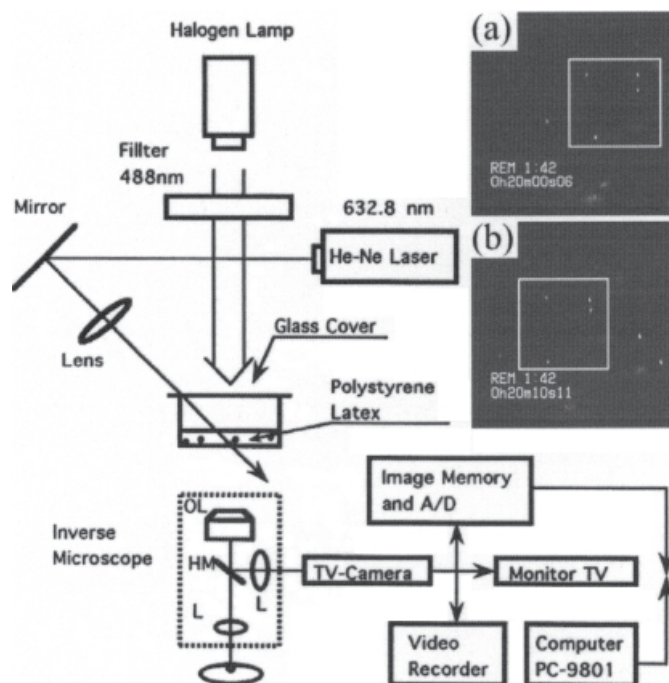 Halogen Lamp
(a)
Fillter
488nm
REM 1:42
0h20m00s06
Mirror
632.8 nm
He-Ne Laser
(b)
Lens
Glass Cover
Polystyrene
Latex
REM 1:42
0h20m10s11
Image Memory
and A/D
OL
Inverse
Microscope
HM
L
TV-Camera
Monitor TV
L
Video
Recorder
Computer
PC-9801